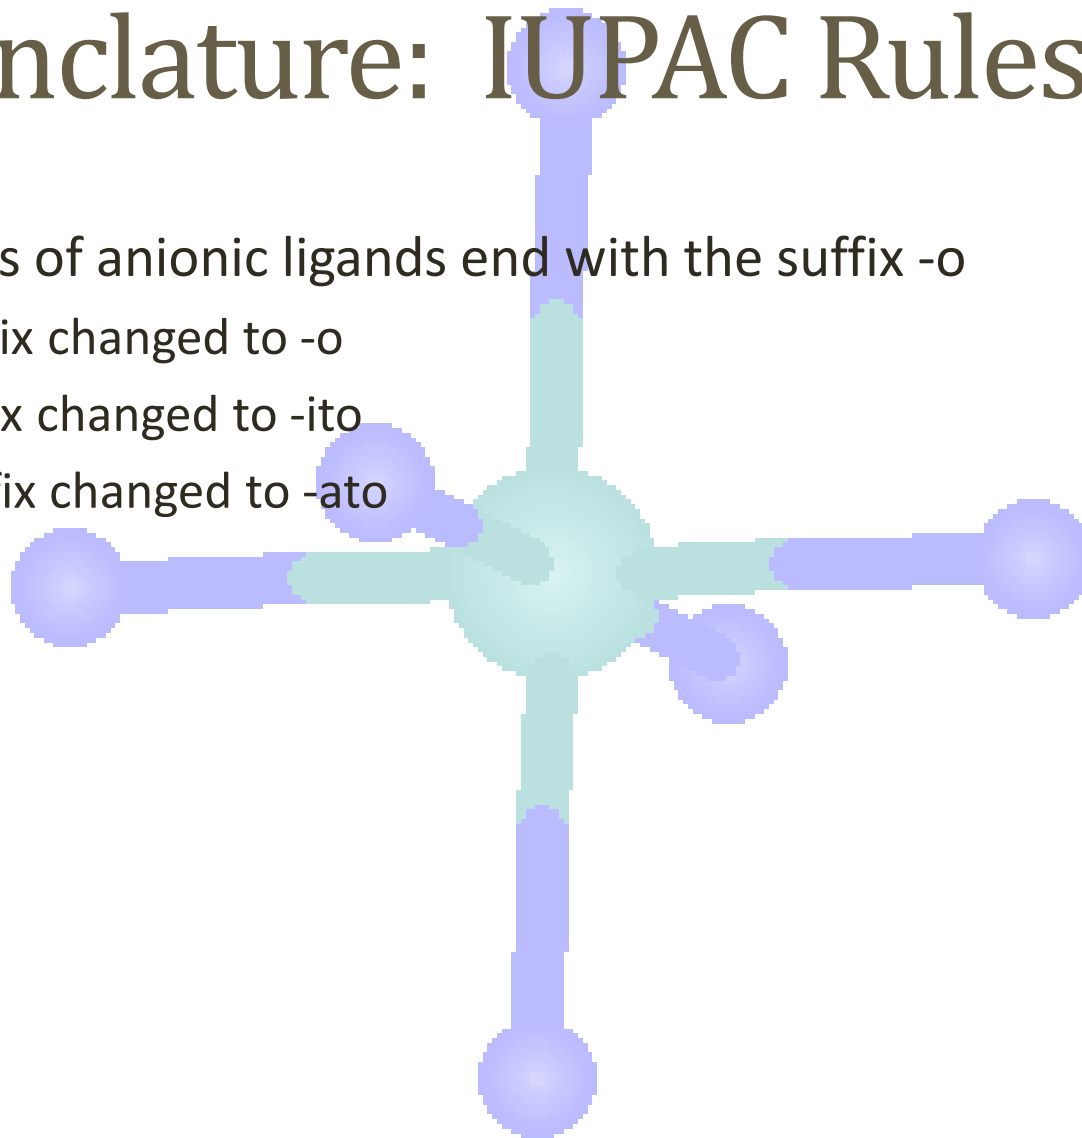 nclature: IUPAC Rules
s of anionic ligands end with the suffix -o
ix changed to -o
x changed to -ito
fix changed to -ato